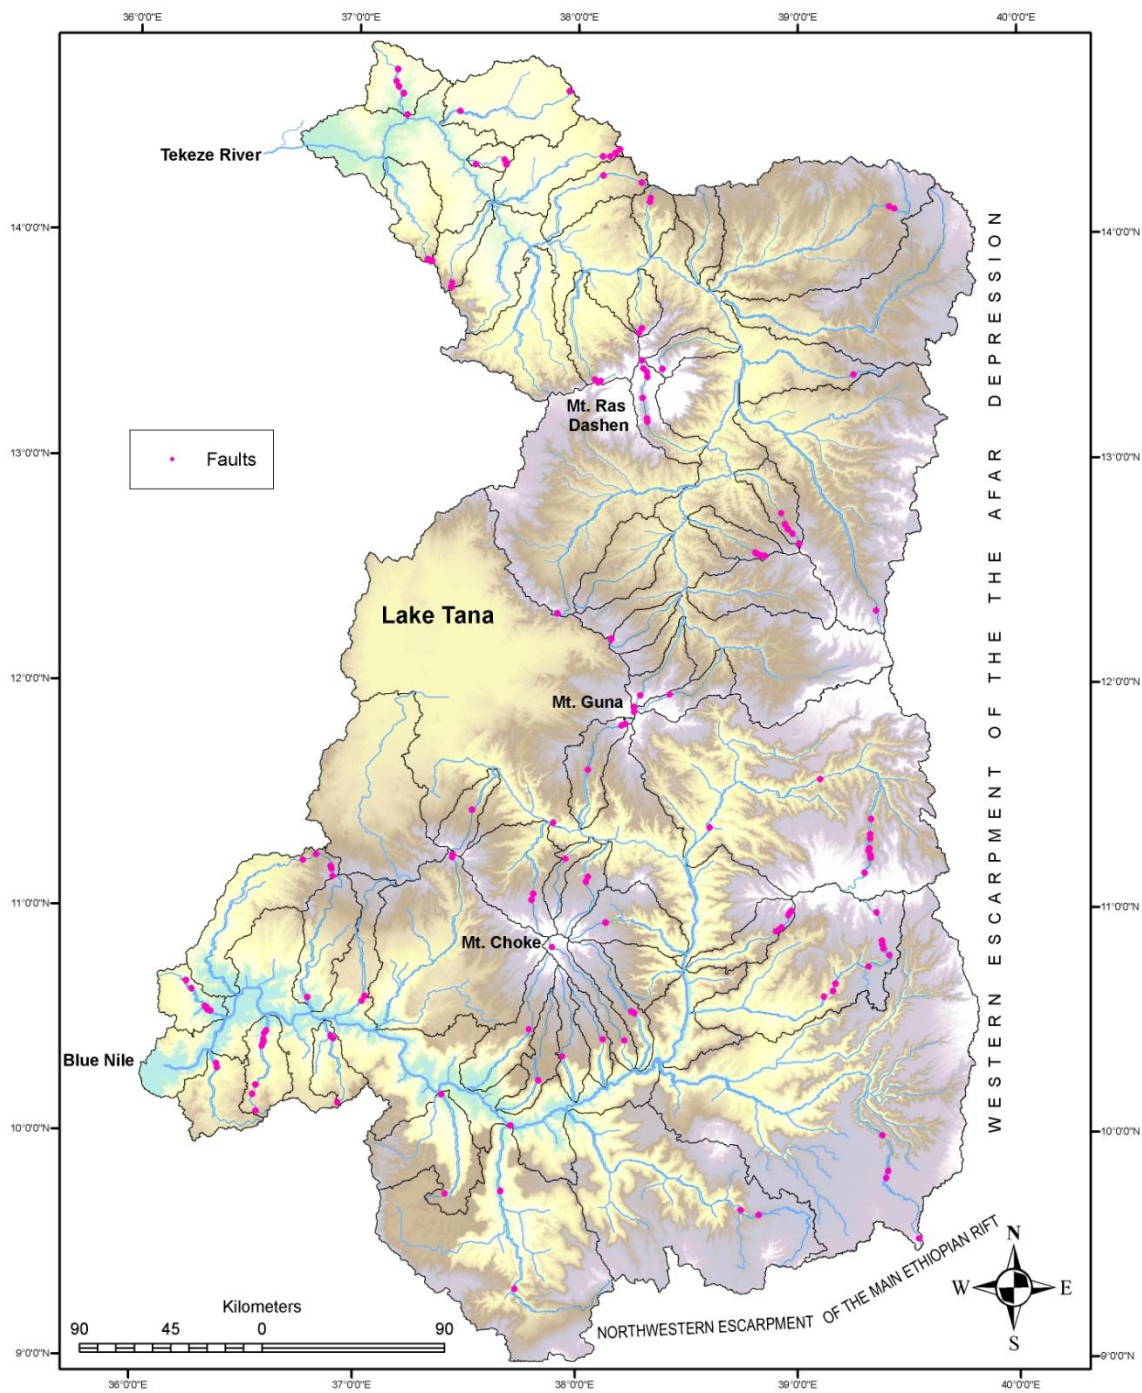 36°0'0"E 37°0'0"E 38°0'0"E 39°0'0"E 40°0'0"E
Tekeze River
14°0'0"N 14°0'0"N
WESTERN ESCARPMENT OF THE AFAR DEPRESSION
Mt. Ras
Dashen
13°0'0"N 13°0'0"N
Faults
Lake Tana
12°0'0"N 12°0'0"N
Mt. Guna
11°0'0"N 11°0'0"N
Mt. Choke
Blue Nile
10°0'0"N 10°0'0"N
NORTHWESTERN ESCARPMENT OF THE MAIN ETHIOPIAN RIFT
N
W E
S
Kilometers
90 45 0 90
9°0'0"N 9°0'0"N
36°0'0"E 37°0'0"E 38°0'0"E 39°0'0"E 40°0'0"E